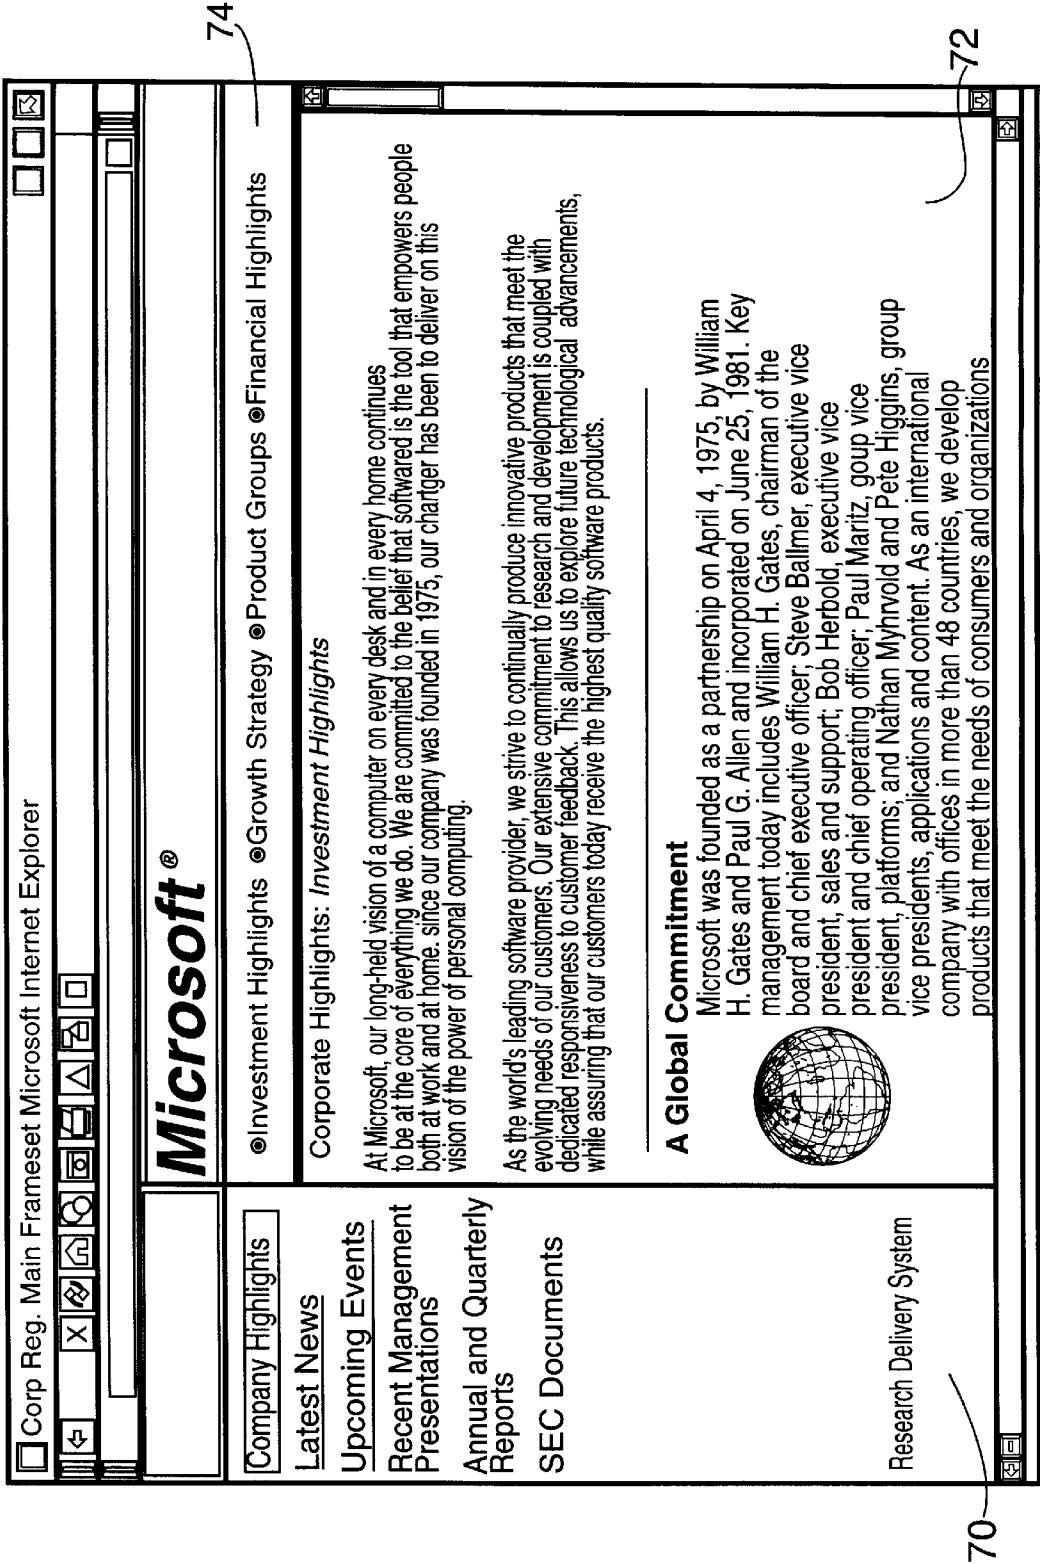 74
Corp Reg. Main Frameset Microsoft Internet Explorer
X
Microsoft ®
Investment Highlights Growth Strategy Product Groups Financial Highlights
Company Highlights
Latest News
Upcoming Events
Recent Management
Presentations
Annual and Quarterly
Reports
SEC Documents
Research Delivery System
Corporate Highlights: Investment Highlights
At Microsoft, our long-held vision of a computer on every desk and in every home continues
to be at the core of everything we do. We are committed to the belief that softwared is the tool that empowers people
both at work and at home. since our company was founded in 1975, our chartger has been to deliver on this
vision of the power of personal computing.
As the world's leading software provider, we strive to continually produce innovative products that meet the
evolving needs of our customers. Our extensive commitment to research and development is coupled with
dedicated responsiveness to customer feedback. This allows us to explore future technological advancements,
while assuring that our customers today receive the highest quality software products.
A Global Commitment
Microsoft was founded as a partnership on April 4, 1975, by William
H. Gates and Paul G. Allen and incorporated on June 25, 1981. Key
management today includes William H. Gates, chairman of the
board and chief executive officer; Steve Ballmer, executive vice
president, sales and support; Bob Herbold, executive vice
president and chief operating officer; Paul Maritz, goup vice
president, platforms; and Nathan Myhrvold and Pete Higgins, group
vice presidents, applications and content. As an international
company with offices in more than 48 countries, we develop
products that meet the needs of consumers and organizations
70
72